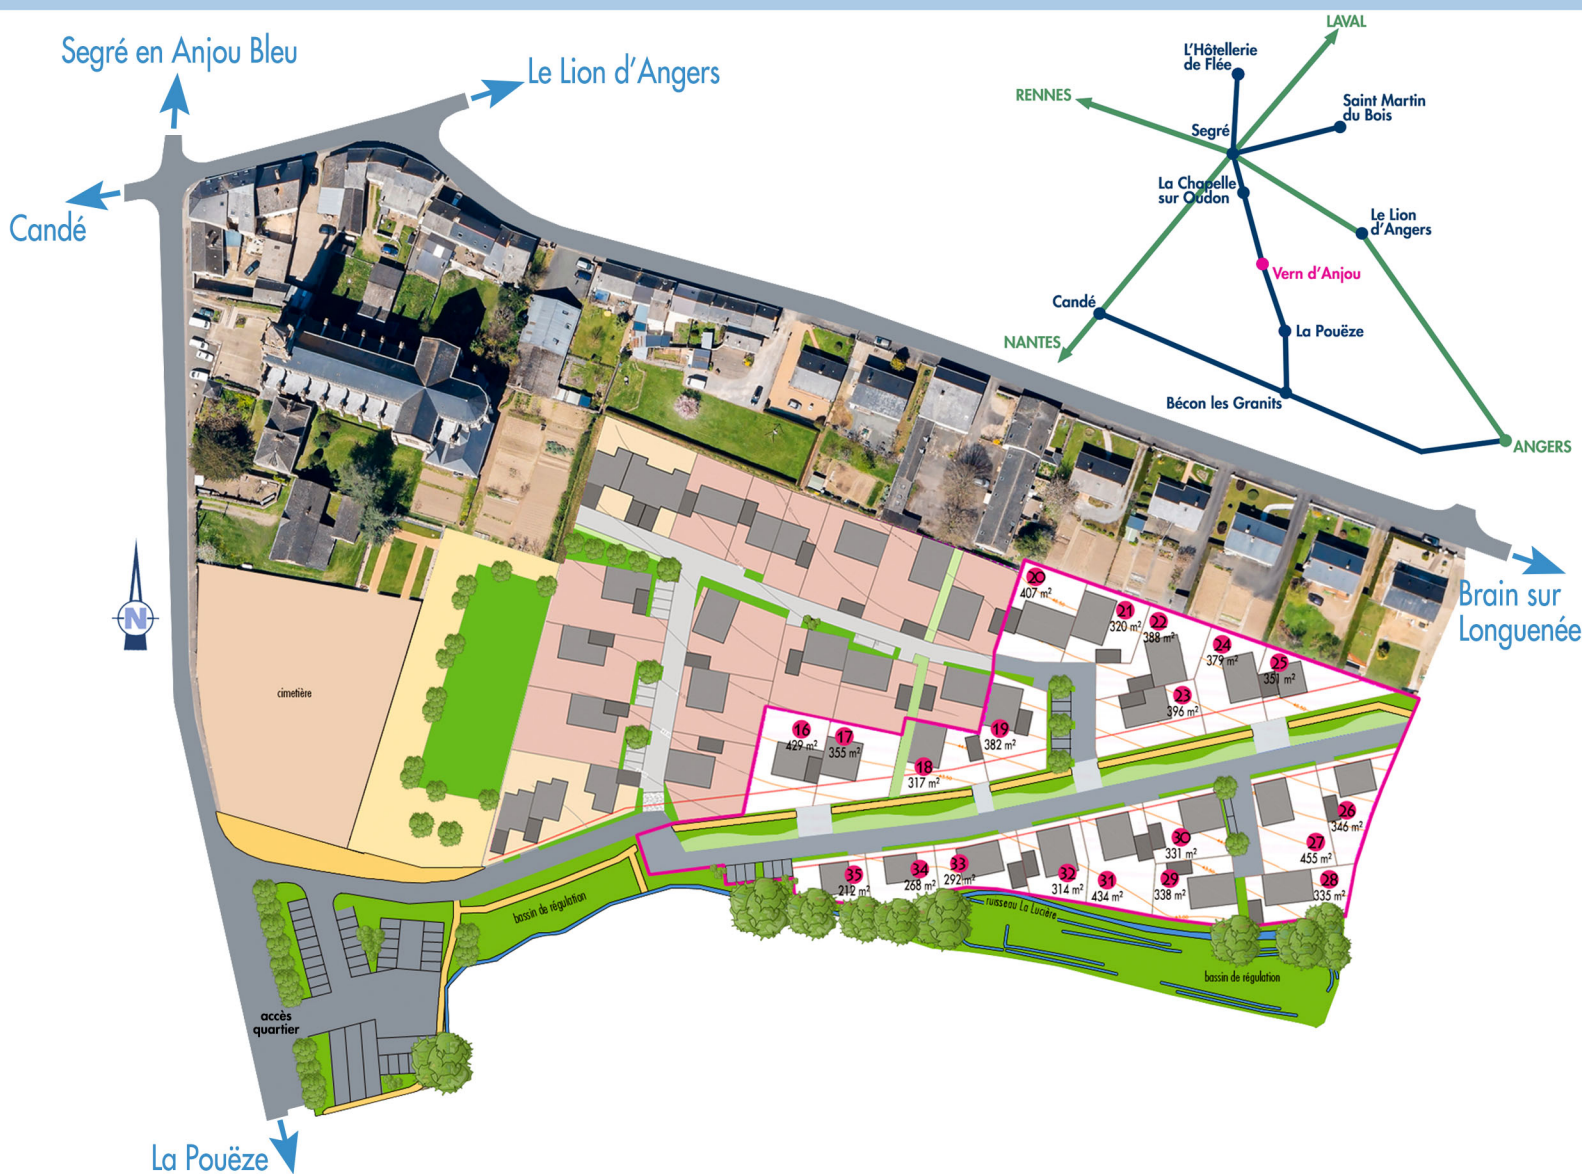 Segré en Anjou Bleu
Le Lion d'Angers
Candé
LAVAL
L'Hôtellerie
de Flée
RENNES
Saint Martin
du Bois
Segré
La Chapelle
sur Oudon
Le Lion
d'Angers
Vern d'Anjou
Candé
La Pouëze
NANTES
Bécon les Granits
ANGERS
Brain sur
Longuenée
N
cimetière
20
407 m²
21
320 m²
22
388 m²
24
379 m²
25
351 m²
23
396 m²
16
429 m²
17
355 m²
18
317 m²
19
382 m²
26
346 m²
27
455 m²
28
335 m²
30
331 m²
29
338 m²
31
434 m²
32
314 m²
33
292 m²
34
268 m²
35
212 m²
bassin de régulation
ruisseau La Lucière
bassin de régulation
accès
quartier
La Pouëze